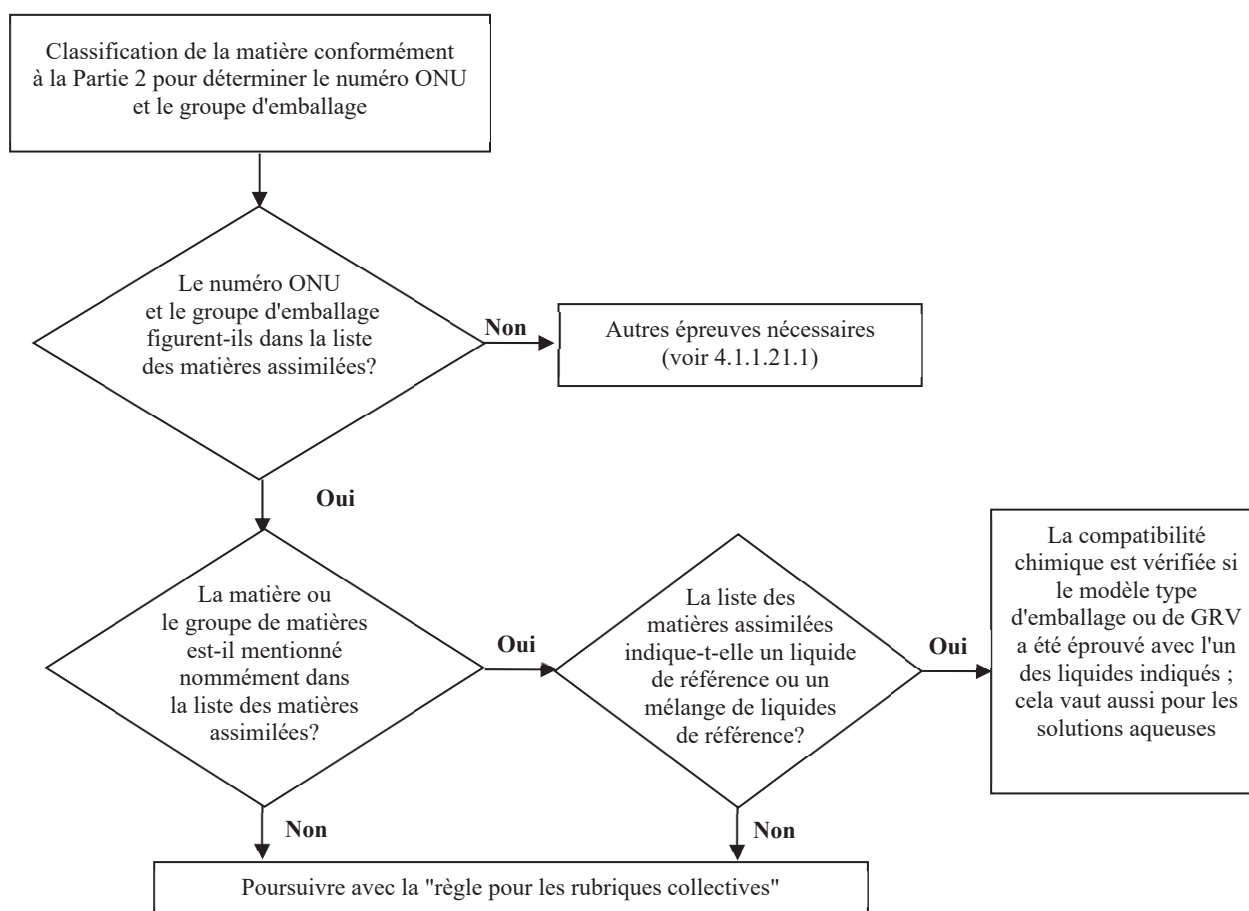 Classification de la matière conformément
à la Partie 2 pour déterminer le numéro ONU
et le groupe d'emballage
Le numéro ONU
et le groupe d'emballage
figurent-ils dans la liste
des matières assimilées?
Non
Autres épreuves nécessaires
(voir 4.1.1.21.1)
Oui
La matière ou
le groupe de matières
est-il mentionné
nommément dans
la liste des matières
assimilées?
Oui
La liste des
matières assimilées
indique-t-elle un liquide
de référence ou un
mélange de liquides
de référence?
Oui
La compatibilité
chimique est vérifiée si
le modèle type
d'emballage ou de GRV
a été éprouvé avec l'un
des liquides indiqués ;
cela vaut aussi pour les
solutions aqueuses
Non
Non
Poursuivre avec la "règle pour les rubriques collectives"